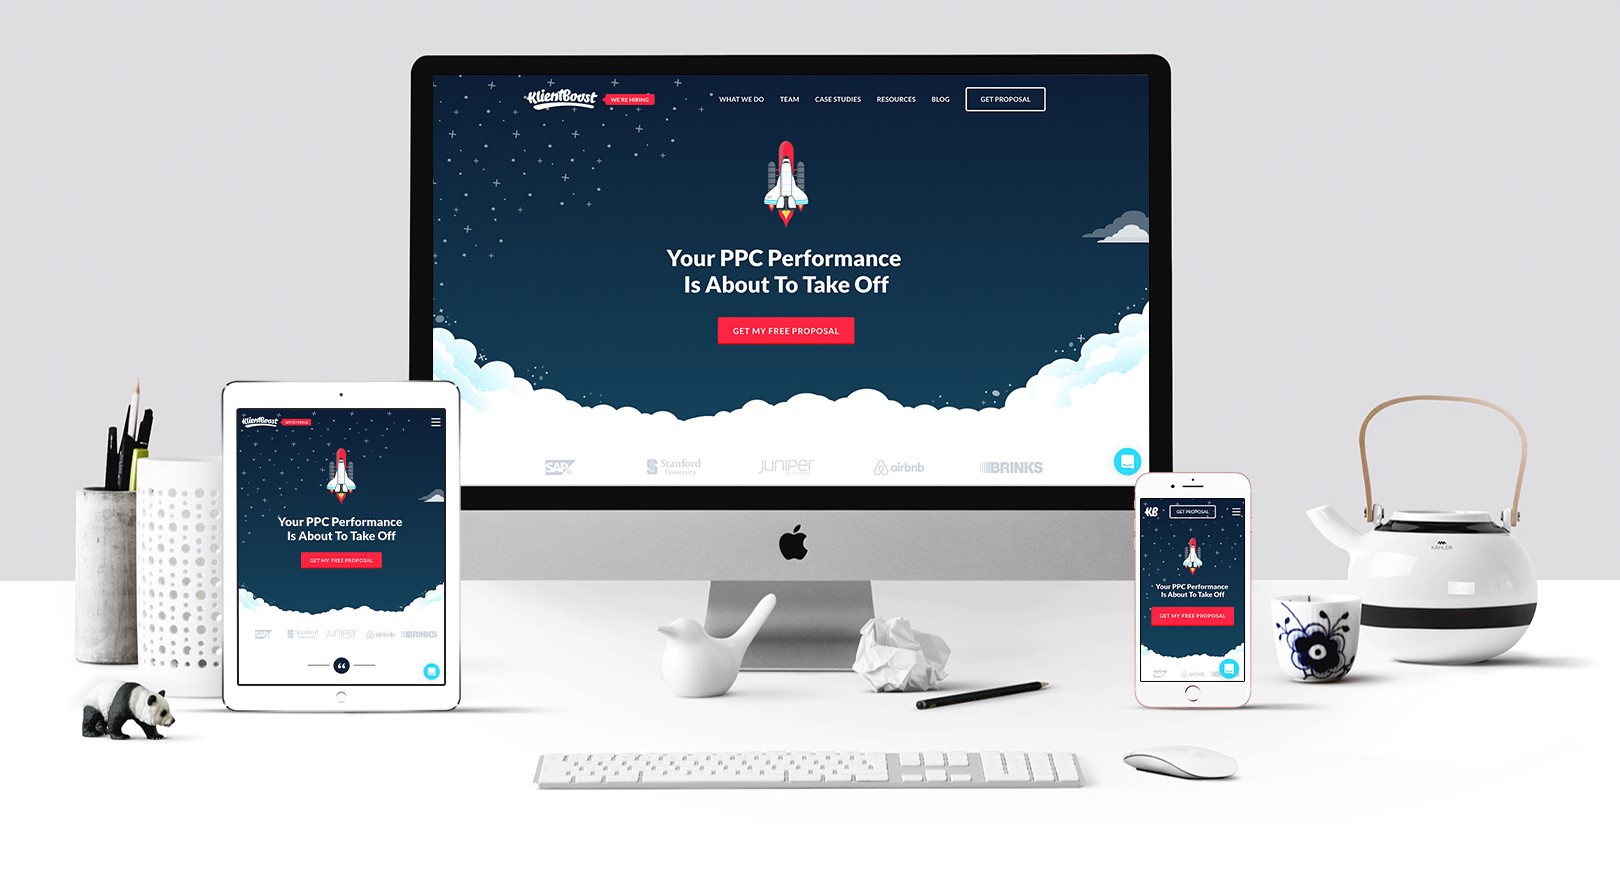 KlientBoost
WE'RE HIRING
WHAT WE DO
TEAM
CASE STUDIES
RESOURCES
BLOG
GET PROPOSAL
Your PPC Performance
Is About To Take Off
GET MY FREE PROPOSAL
SAP
Stanford
University
JUNIPER
NETWORKS
airbnb
BRINKS
KlientBoost
WE'RE HIRING
Your PPC Performance
Is About To Take Off
GET MY FREE PROPOSAL
SAP
Stanford
JUNIPER
airbnb
BRINKS
KB
GET PROPOSAL
Your PPC Performance
Is About To Take Off
GET MY FREE PROPOSAL
KÄHLER